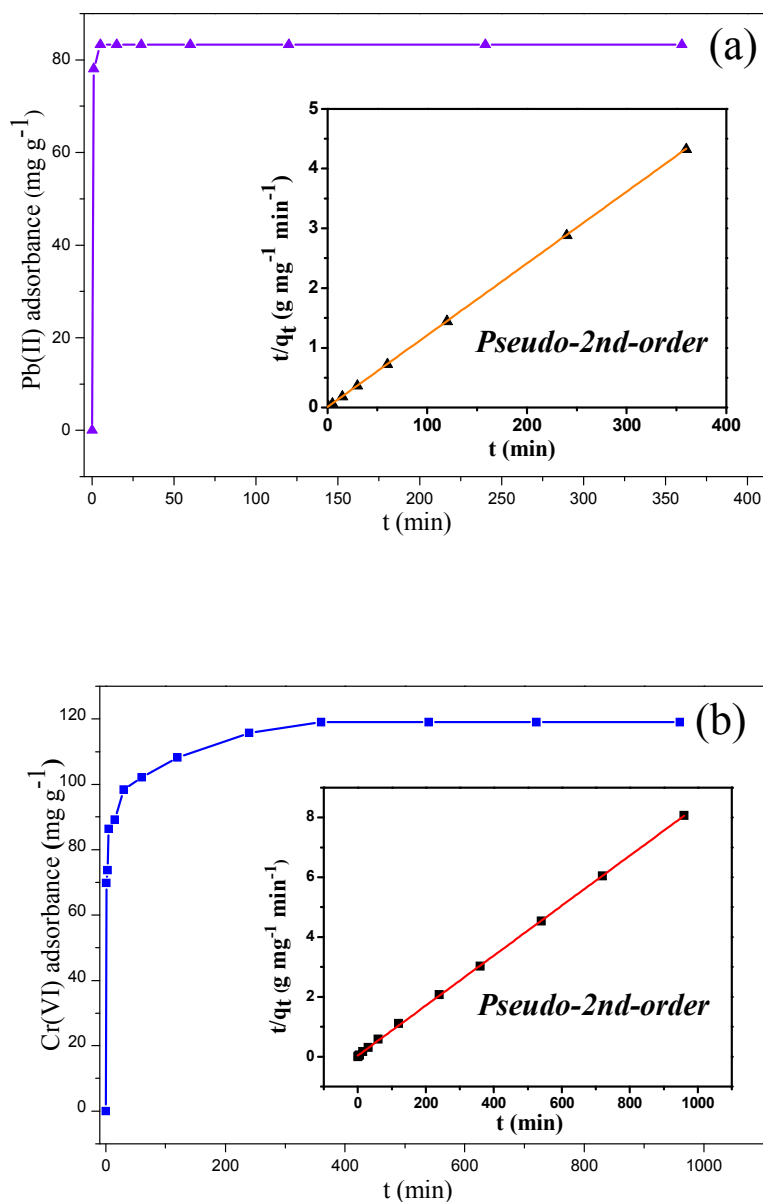 (a)
Pb(II) adsorbance (mg g-1)
80
60
40
20
0
0 50 100 150 200 250 300 350 400
t (min)
t/qt (g mg-1 min-1)
5
4
3
2
1
0
0 100 200 300 400
t (min)
Pseudo-2nd-order
(b)
Cr(VI) adsorbance (mg g-1)
120
100
80
60
40
20
0
0 200 400 600 800 1000
t (min)
t/qt (g mg-1 min-1)
8
6
4
2
0
0 200 400 600 800 1000
t (min)
Pseudo-2nd-order